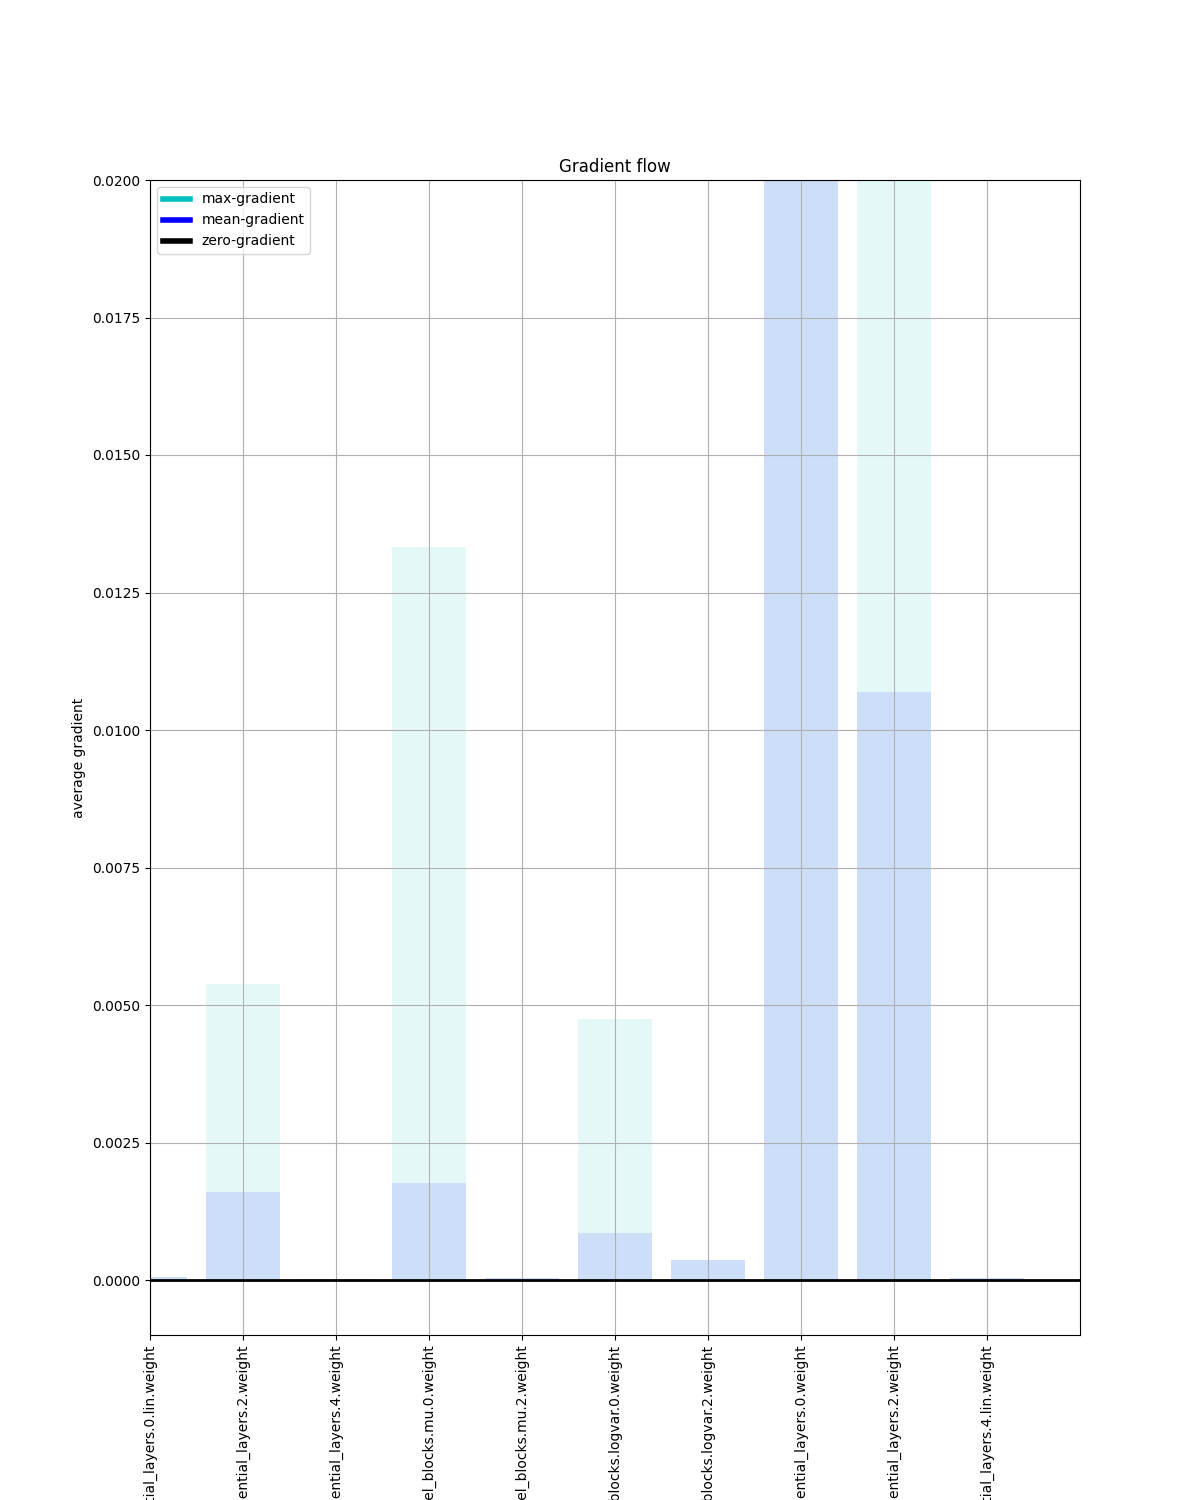 Gradient flow
max-gradient
mean-gradient
zero-gradient
0.0200
0.0175
0.0150
0.0125
0.0100
0.0075
0.0050
0.0025
0.0000
average gradient
tial_layers.0.lin.weight
ential_layers.2.weight
ential_layers.4.weight
el_blocks.mu.0.weight
el_blocks.mu.2.weight
blocks.logvar.0.weight
blocks.logvar.2.weight
ential_layers.0.weight
ential_layers.2.weight
tial_layers.4.lin.weight